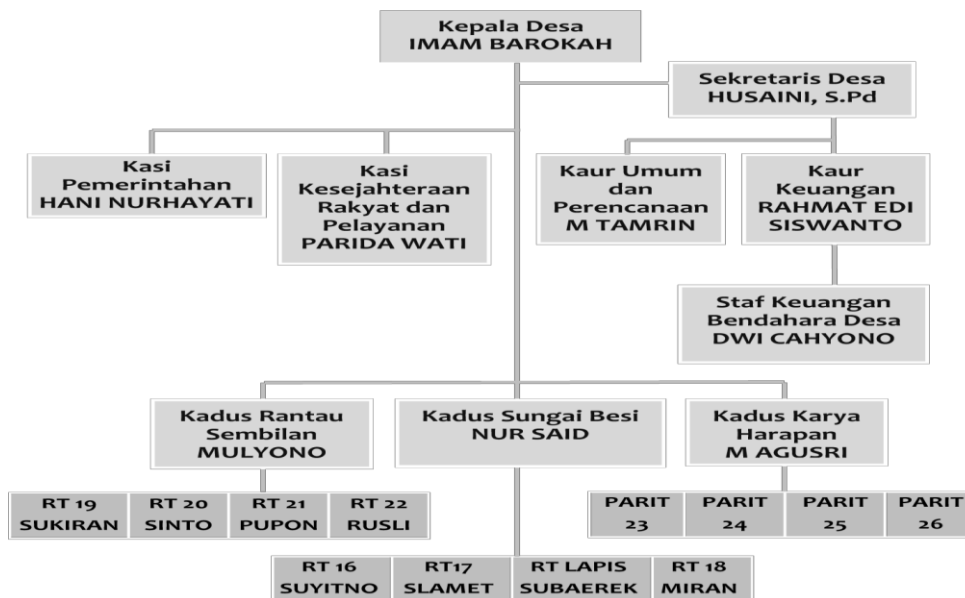 Kepala Desa
IMAM BAROKAH
Sekretaris Desa
HUSAINI, S.Pd
Kasi
Pemerintahan
HANI NURHAYATI
Kasi
Kesejahteraan
Rakyat dan
Pelayanan
PARIDA WATI
Kaur Umum
dan
Perencanaan
M TAMRIN
Kaur
Keuangan
RAHMAT EDI
SISWANTO
Staf Keuangan
Bendahara Desa
DWI CAHYONO
Kadus Rantau
Sembilan
MULYONO
Kadus Sungai Besi
NUR SAID
Kadus Karya
Harapan
M AGUSRI
RT 19
SUKIRAN
RT 20
SINTO
RT 21
PUPON
RT 22
RUSLI
PARIT
23
PARIT
24
PARIT
25
PARIT
26
RT 16
SUYITNO
RT17
SLAMET
RT LAPIS
SUBAEREK
RT 18
MIRAN